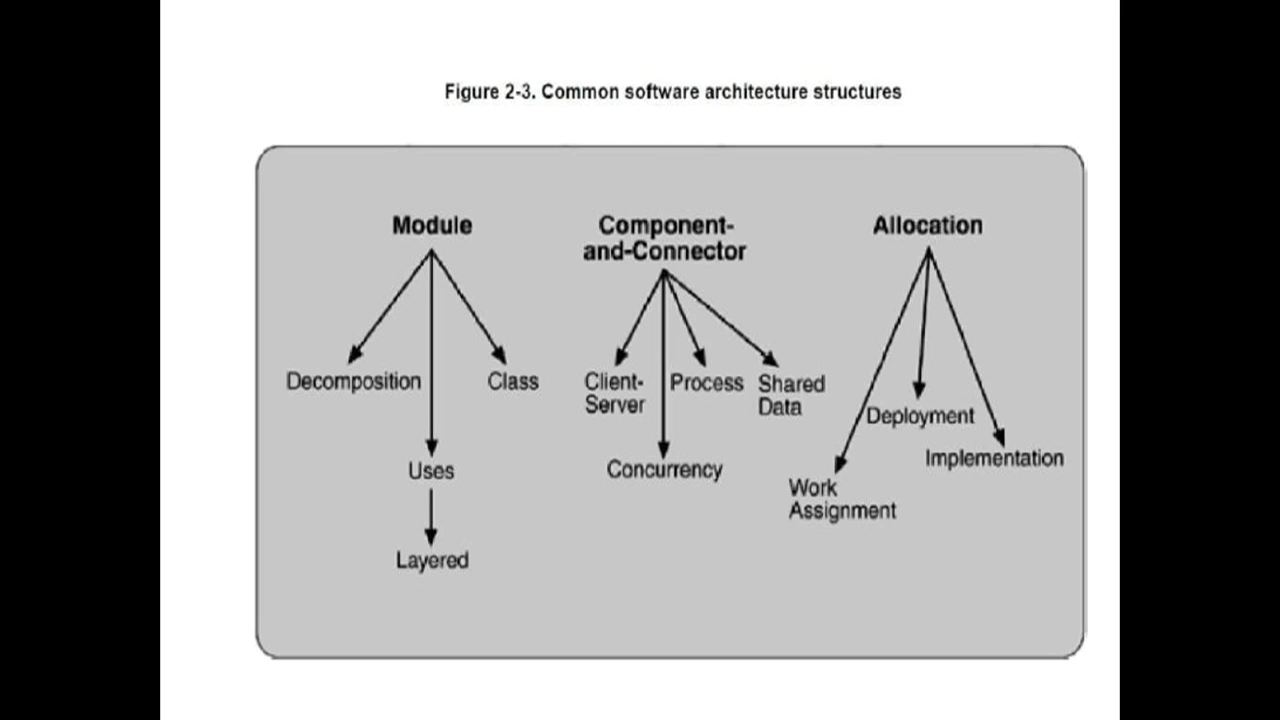 Figure 2-3. Common software architecture structures
Module
Component-
and-Connector
Allocation
Decomposition
Class
Client-
Server
Process
Shared
Data
Deployment
Uses
Concurrency
Implementation
Work
Assignment
Layered